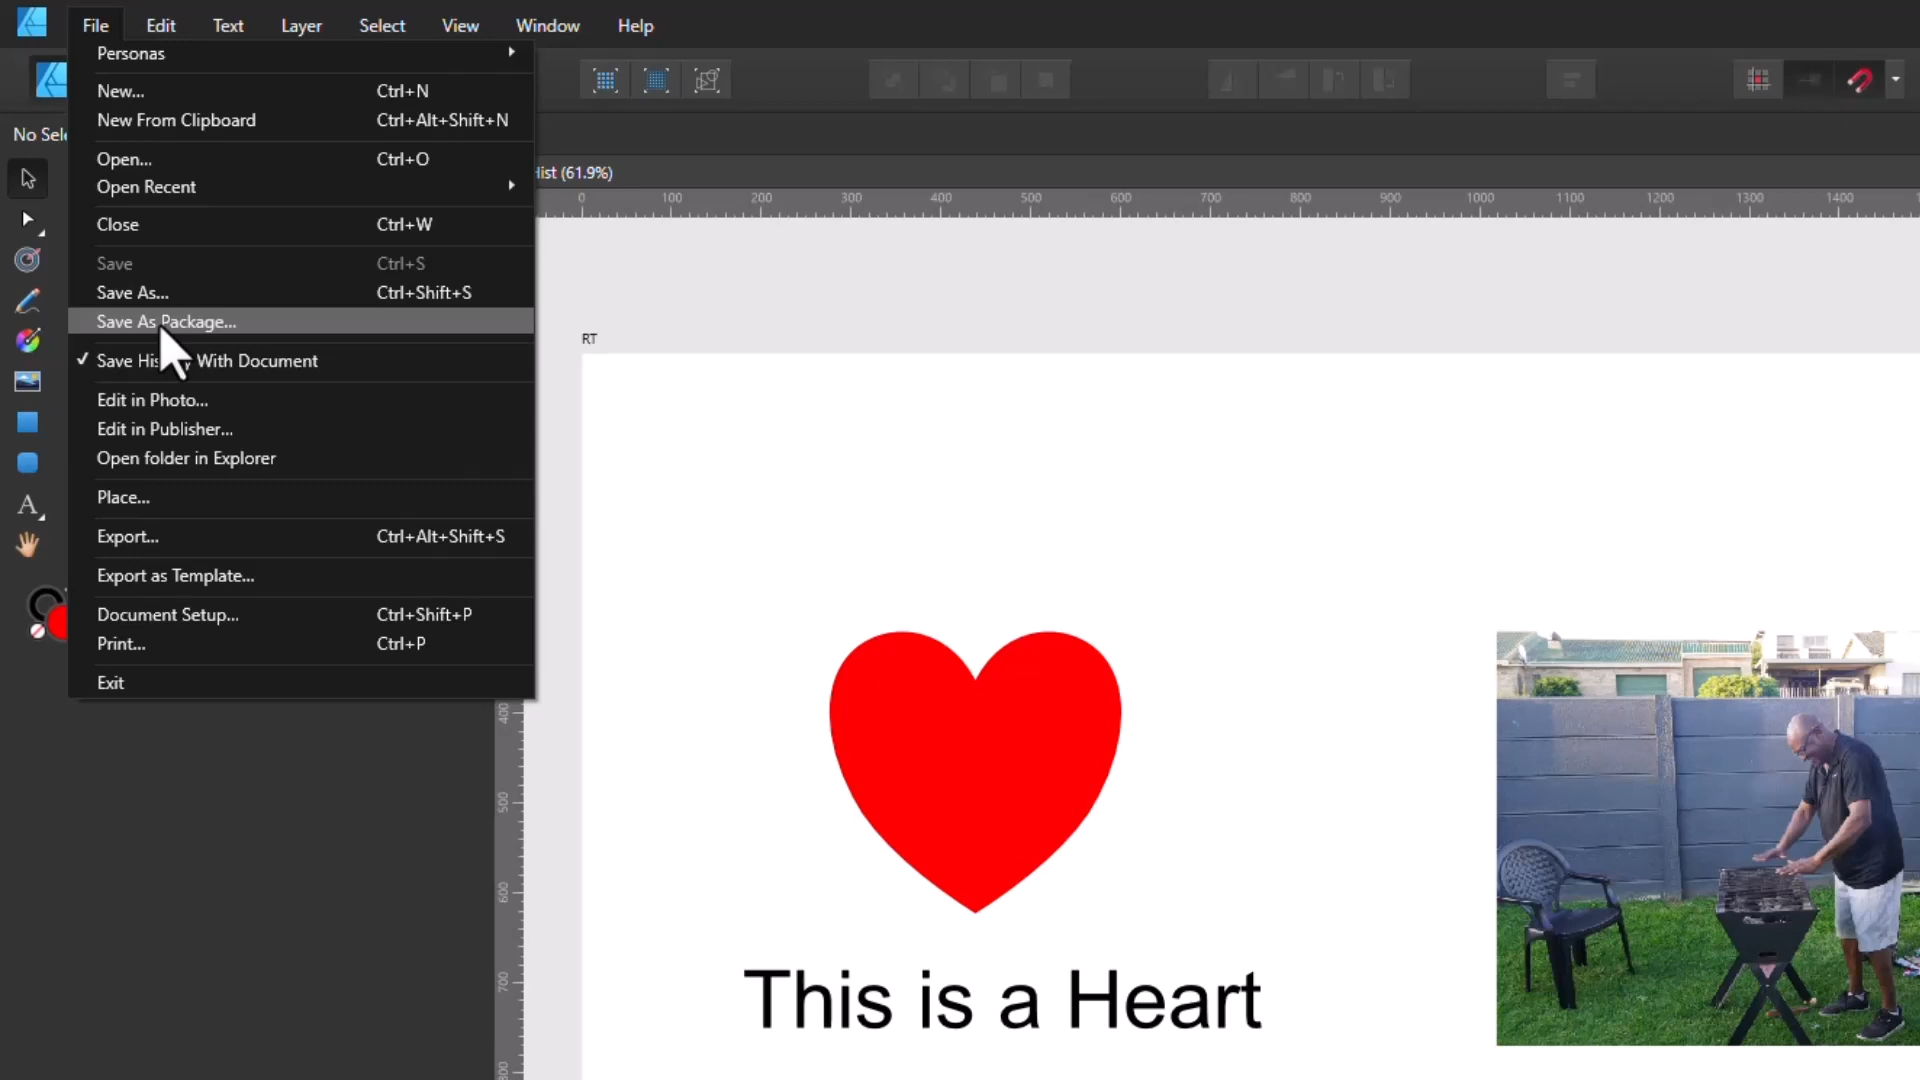 File Edit Text Layer Select View Window Help
Personas
New... Ctrl+N
New From Clipboard Ctrl+Alt+Shift+N
No Sele
Open... Ctrl+O
Open Recent
(61.9%)
0 100 200 300 400 500 600 700 800 900 1000 1100 1200 1300 1400
Close Ctrl+W
Save Ctrl+S
Save As... Ctrl+Shift+S
Save As Package...
RT
Save His With Document
Edit in Photo...
Edit in Publisher...
Open folder in Explorer
Place...
Export... Ctrl+Alt+Shift+S
Export as Template...
Document Setup... Ctrl+Shift+P
Print... Ctrl+P
Exit
400
500
600
700
This is a Heart